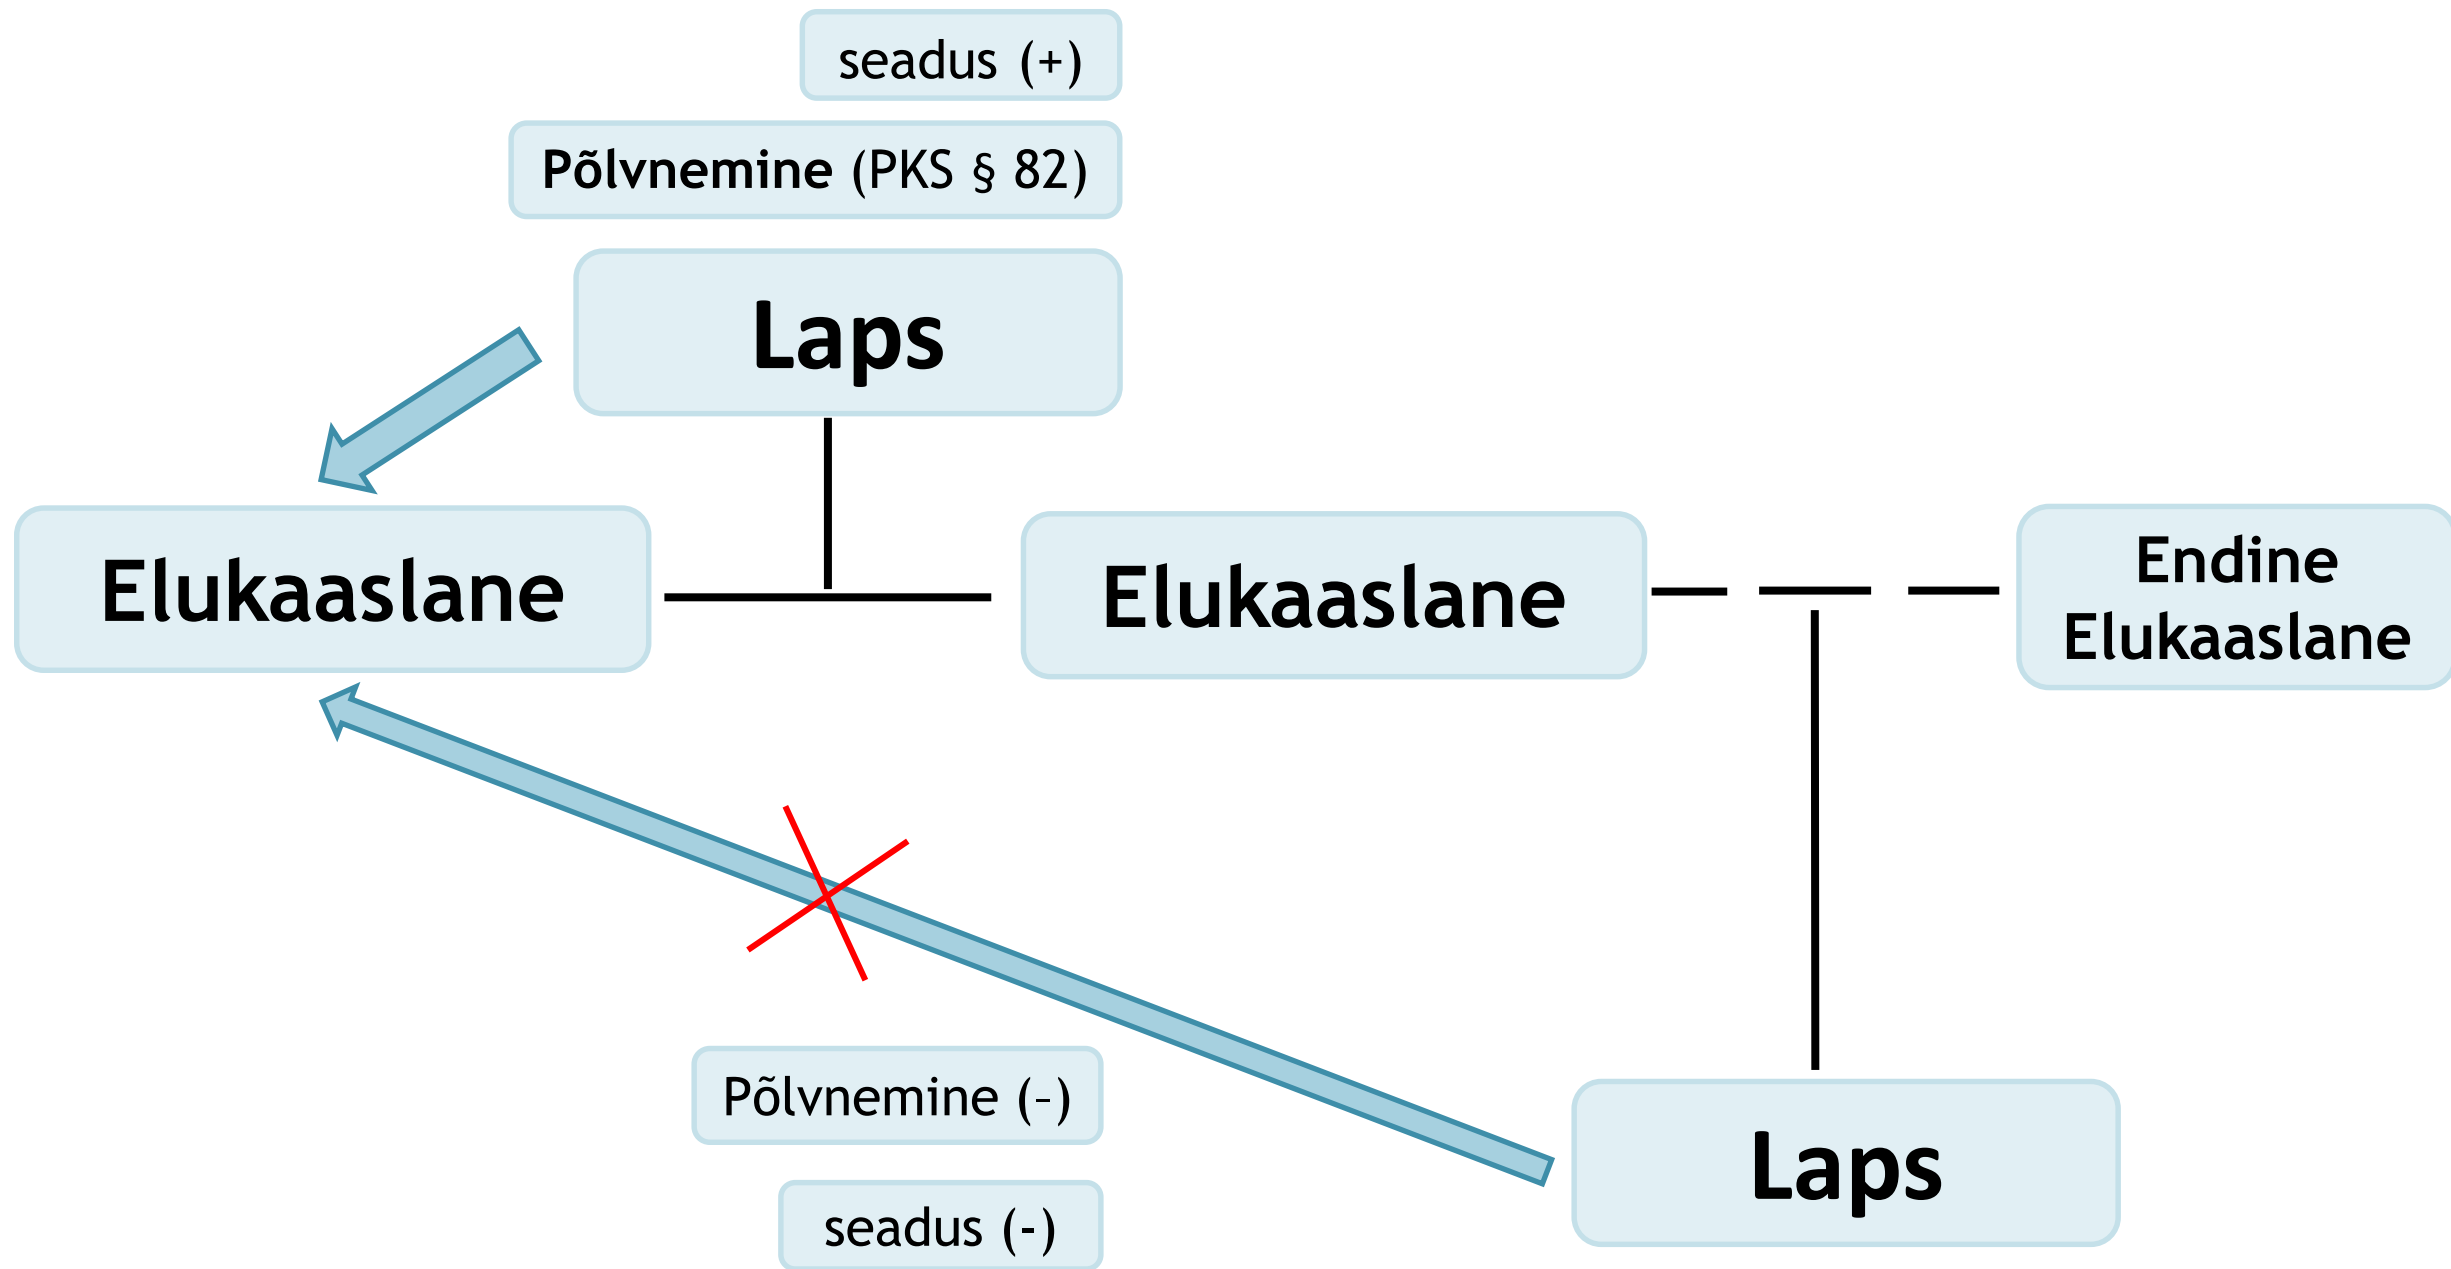 seadus (+)
Põlvnemine (PKS § 82)
Laps
Elukaaslane
Elukaaslane
Endine
Elukaaslane
Põlvnemine (–)
seadus (-)
Laps